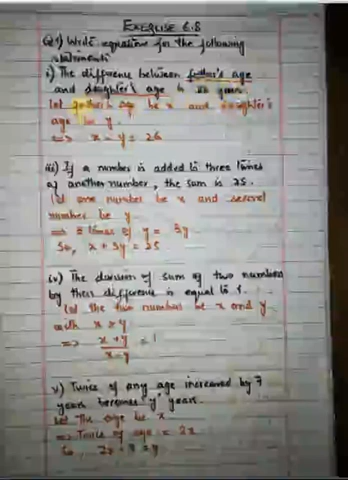 EXERCISE 6.8
Q#1) Write equations for the following
statements
i) The difference between father's age
and daughter's age is 26 years.
Let father's age be x and daughter's
age be y.
=> x - y = 26
iii) If a number is added to three times
of another number, the sum is 25.
Let one number be x and second
number be y
=> 3 times of y = 3y
So, x + 3y = 25
iv) The division of sum of two numbers
by their difference is equal to 1.
Let the two number be x and y
with x > y
=> x + y / x - y = 1
v) Twice of any age increased by 7
years becomes y years.
Let the age be x.
=> Twice of age = 2x
So, 2x + 7 = y